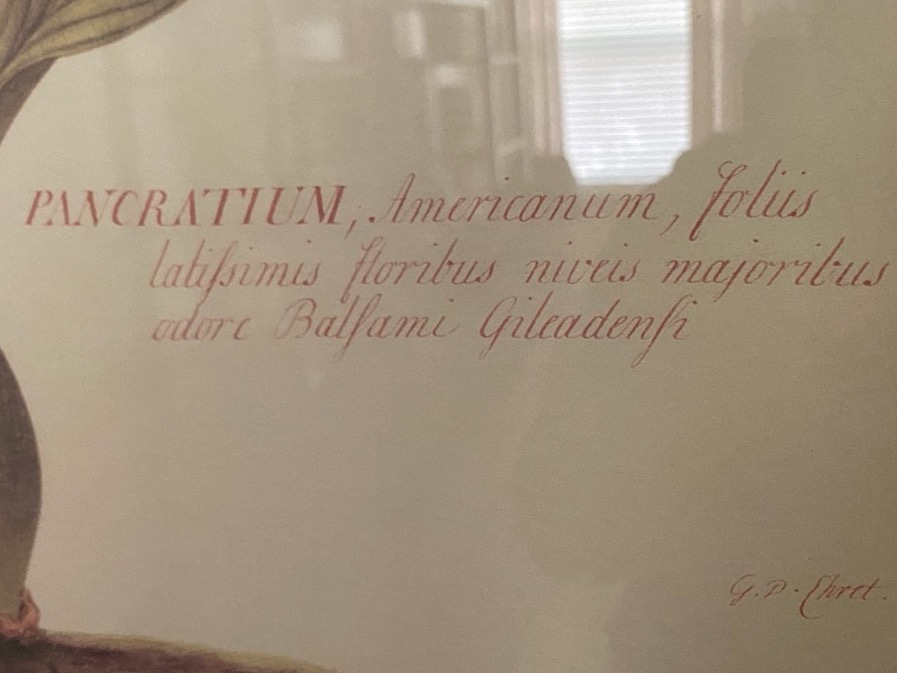 PANCRATIUM, Americanum, foliis
latiſsimis floribus niveis majoribus
odore Balſami Gileadenſi
G. D. Ehret.